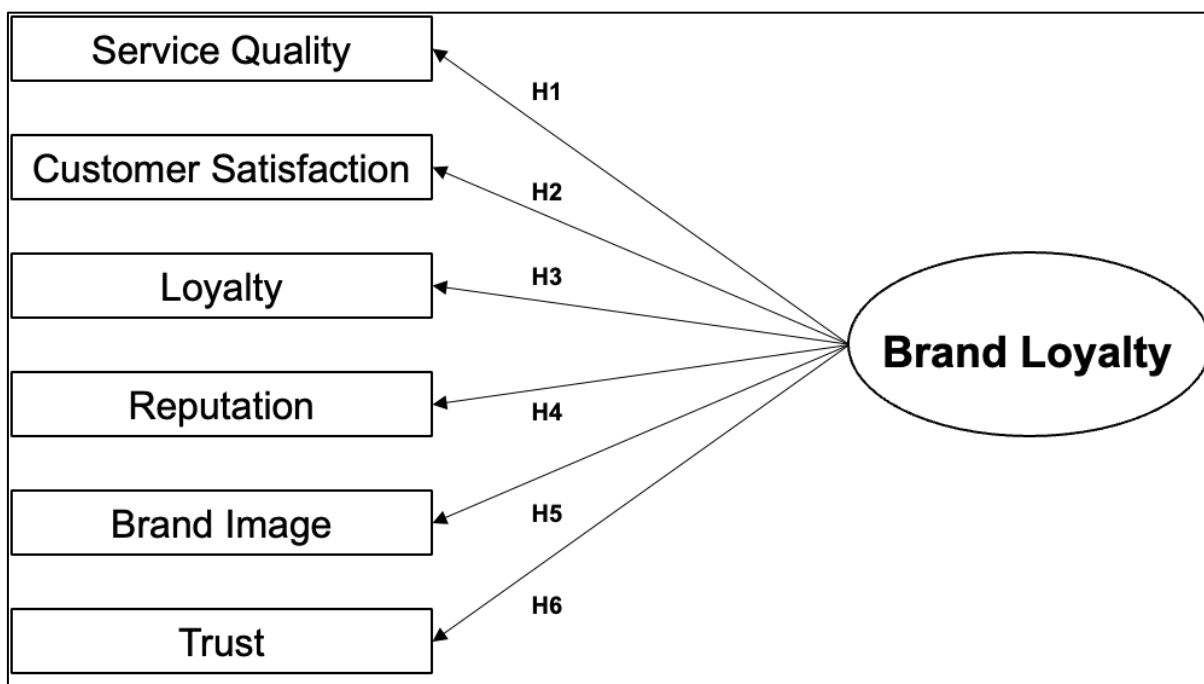 Service Quality
H1
Customer Satisfaction
H2
Loyalty
H3
Brand Loyalty
Reputation
H4
Brand Image
H5
Trust
H6